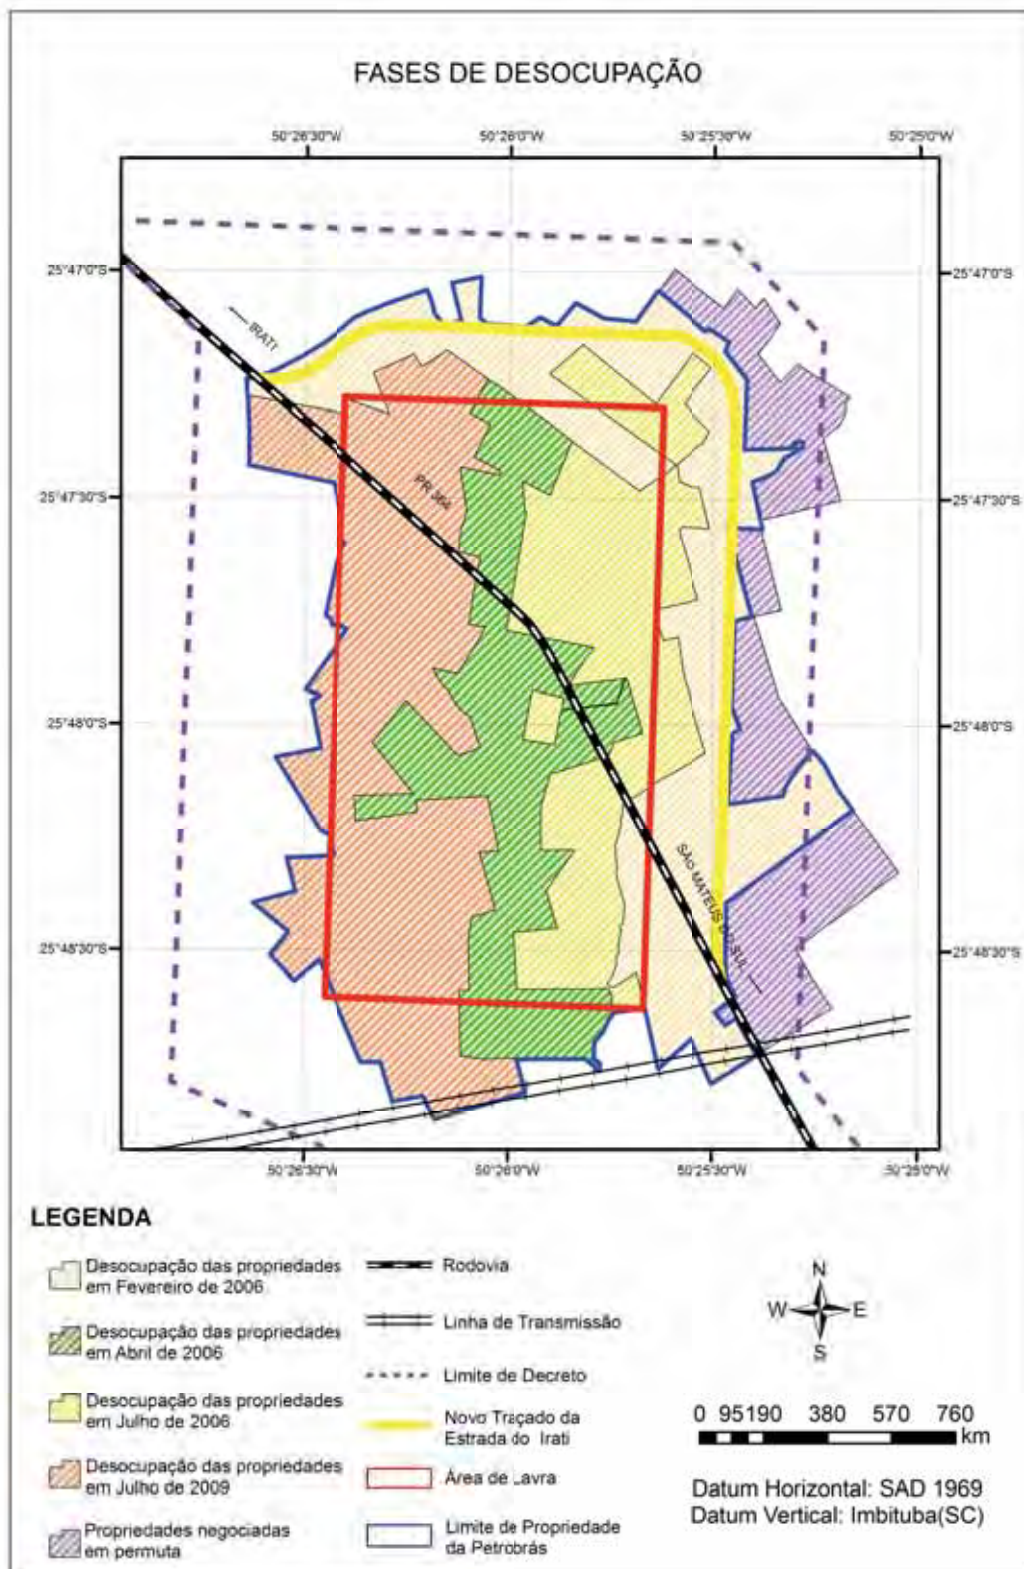 FASES DE DESOCUPAÇÃO
50°26'30"W 50°26'0"W 50°25'30"W 50°25'0"W
25°47'0"S 25°47'0"S
IRATI
PR 364
25°47'30"S 25°47'30"S
25°48'0"S 25°48'0"S
SÃO MATEUS DO SUL
25°48'30"S 25°48'30"S
50°26'30"W 50°26'0"W 50°25'30"W 50°25'0"W
LEGENDA
Desocupação das propriedades
em Fevereiro de 2006
Desocupação das propriedades
em Abril de 2006
Desocupação das propriedades
em Julho de 2006
Desocupação das propriedades
em Julho de 2009
Propriedades negociadas
em permuta
Rodovia
Linha de Transmissão
Limite de Decreto
Novo Traçado da
Estrada do Irati
Área de Lavra
Limite de Propriedade
da Petrobrás
N
W E
S
0 95 190 380 570 760
km
Datum Horizontal: SAD 1969
Datum Vertical: Imbituba(SC)